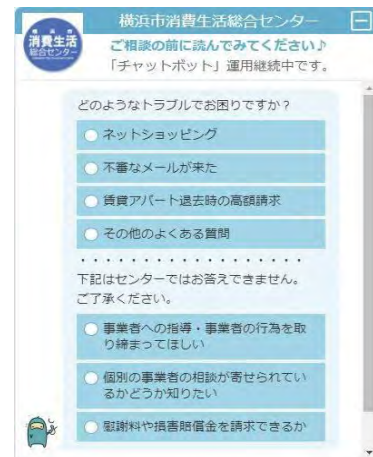 横浜市消費生活総合センター
横浜市
消費生活
総合センター
ご相談の前に読んでみてください♪
「チャットボット」運用継続中です。
どのようなトラブルでお困りですか？
ネットショッピング
不審なメールが来た
賃貸アパート退去時の高額請求
その他のよくある質問
・・・・・・・・・・・・・・・・・・
下記はセンターではお答えできません。
ご了承ください。
事業者への指導・事業者の行為を取
り締まってほしい
個別の事業者の相談が寄せられてい
るかどうか知りたい
慰謝料や損害賠償金を請求できるか